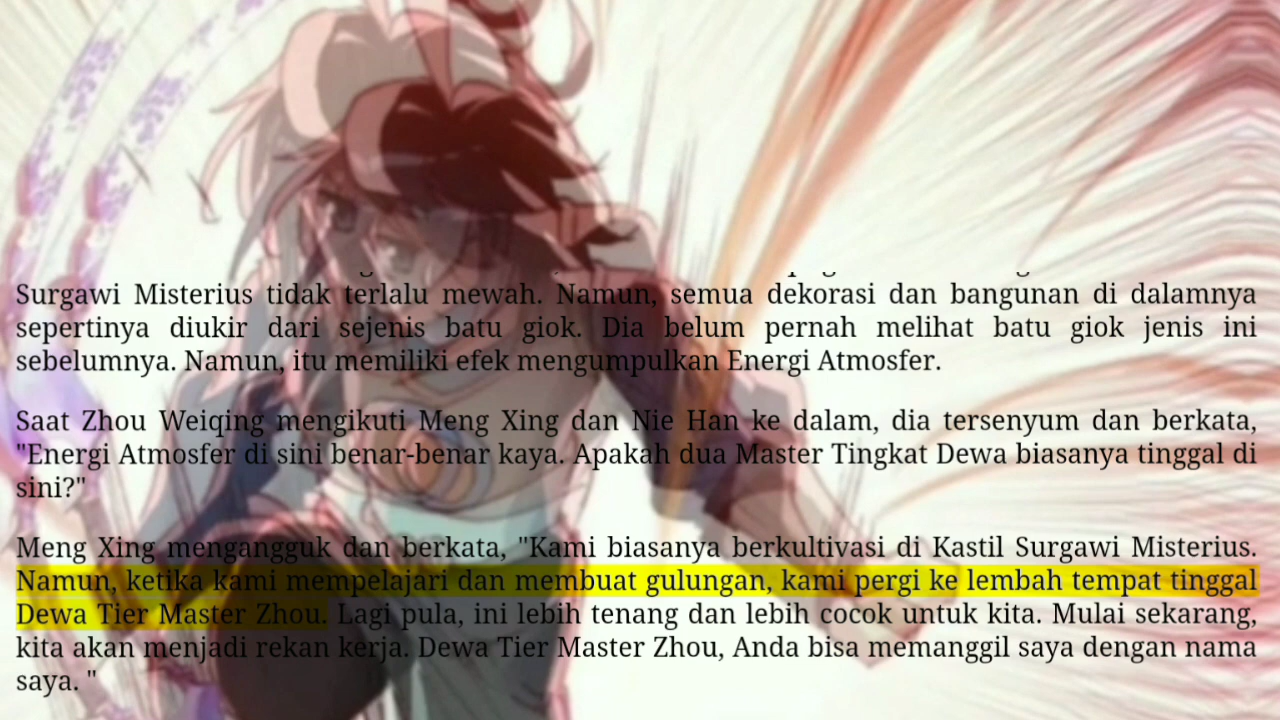 Surgawi Misterius tidak terlalu mewah. Namun, semua dekorasi dan bangunan di dalamnya
sepertinya diukir dari sejenis batu giok. Dia belum pernah melihat batu giok jenis ini
sebelumnya. Namun, itu memiliki efek mengumpulkan Energi Atmosfer.
Saat Zhou Weiqing mengikuti Meng Xing dan Nie Han ke dalam, dia tersenyum dan berkata,
"Energi Atmosfer di sini benar-benar kaya. Apakah dua Master Tingkat Dewa biasanya tinggal di
sini?"
Meng Xing mengangguk dan berkata, "Kami biasanya berkultivasi di Kastil Surgawi Misterius.
Namun, ketika kami mempelajari dan membuat gulungan, kami pergi ke lembah tempat tinggal
Dewa Tier Master Zhou. Lagi pula, ini lebih tenang dan lebih cocok untuk kita. Mulai sekarang,
kita akan menjadi rekan kerja. Dewa Tier Master Zhou, Anda bisa memanggil saya dengan nama
saya. "